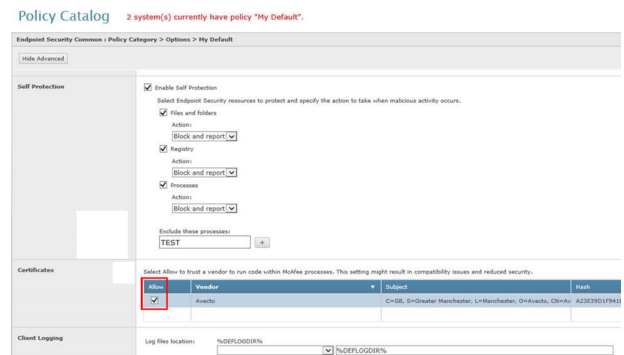 Policy Catalog 2 system(s) currently have policy "My Default".
Endpoint Security Common : Policy Category > Options > My Default
Hide Advanced
Self Protection
Enable Self Protection
Select Endpoint Security resources to protect and specify the action to take when malicious activity occurs.
Files and folders
Action:
Block and report
Registry
Action:
Block and report
Processes
Action:
Block and report
Exclude these processes:
TEST +
Certificates
Select Allow to trust a vendor to run code within McAfee processes. This setting might result in compatibility issues and reduced security.
Allow Vendor Subject Hash
Avecto C=GB, S=Greater Manchester, L=Manchester, O=Avecto, CN=Av A23E39D1F941E
Client Logging
Log files location: %DEFLOGDIR%
%DEFLOGDIR%